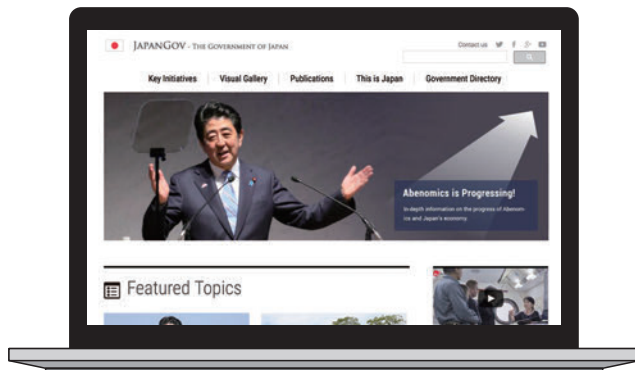 JAPANGOV - THE GOVERNMENT OF JAPAN
Contact us
Key Initiatives
Visual Gallery
Publications
This is Japan
Government Directory
Abenomics is Progressing!
In-depth information on the progress of Abenom-
ics and Japan's economy.
Featured Topics